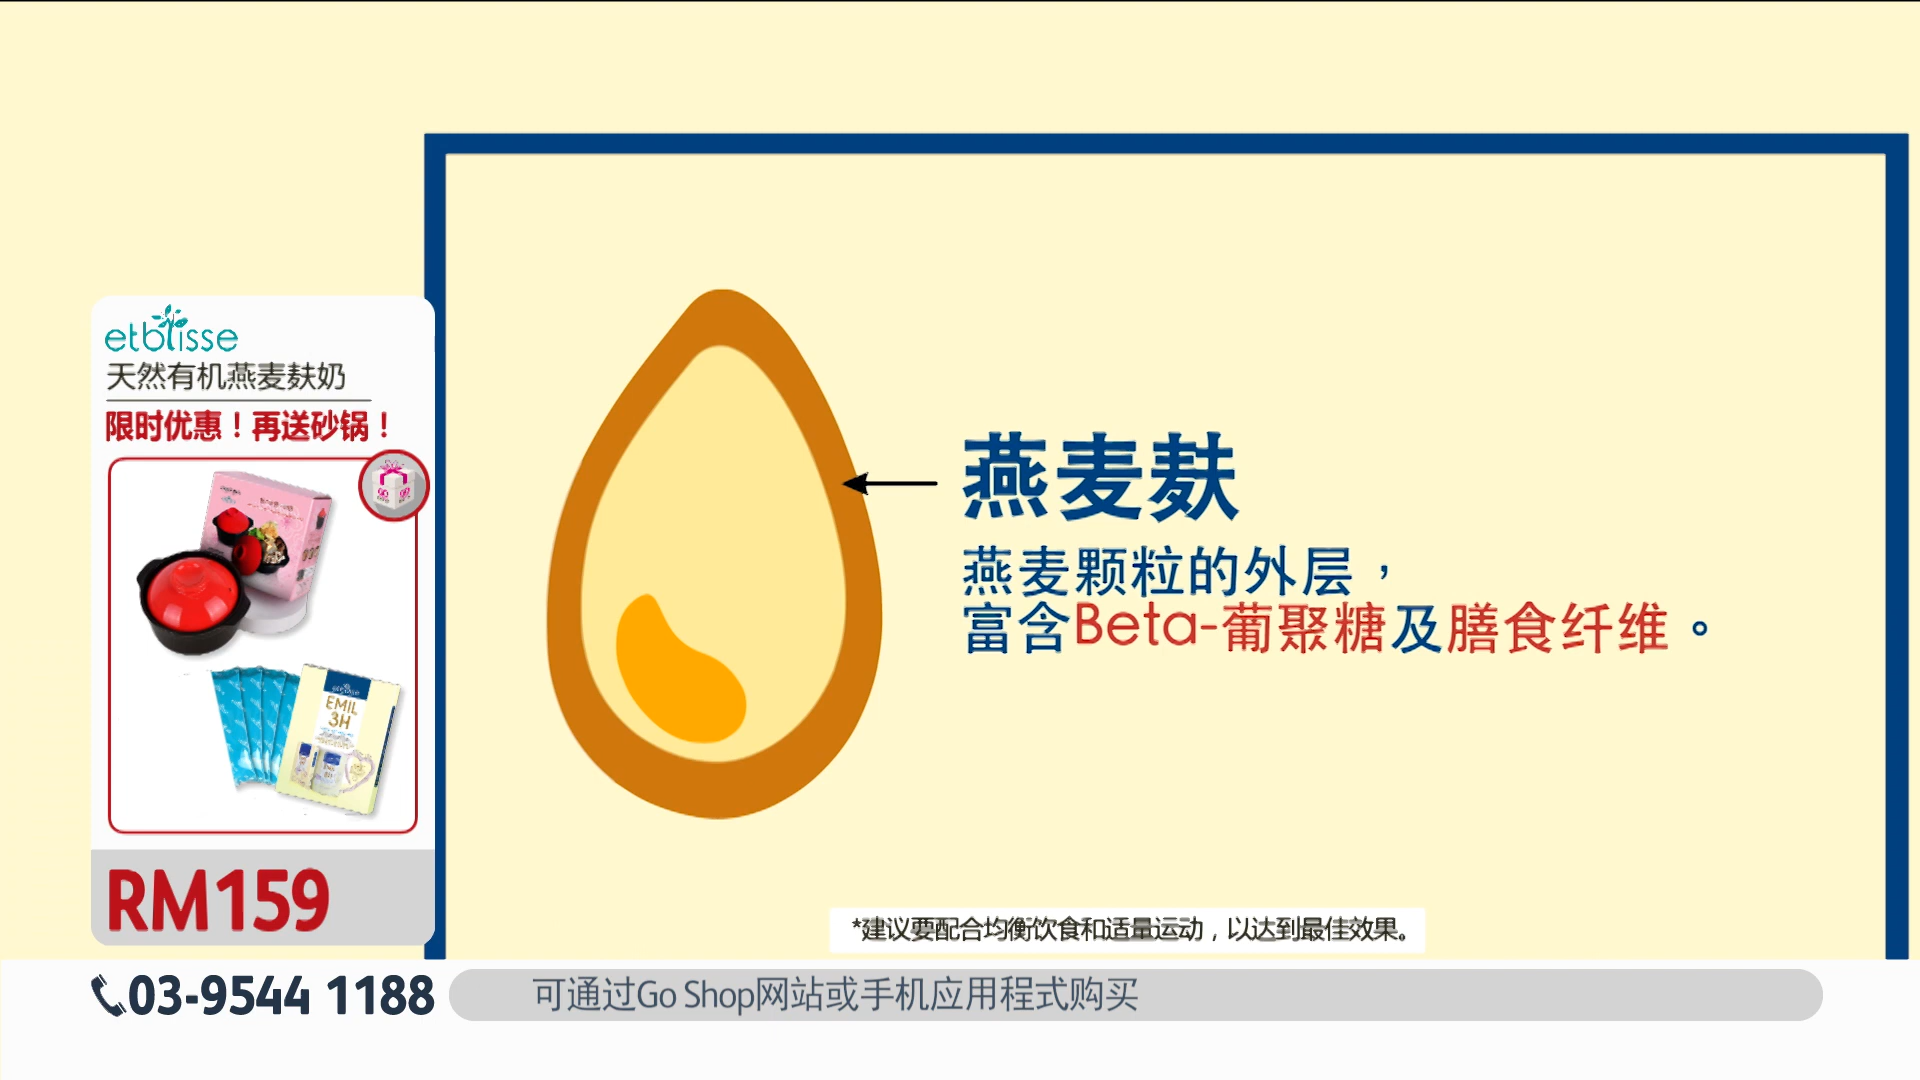 etblisse
天然有机燕麦麸奶
限时优惠！再送砂锅！
etblisse
EMIL
3H
RM159
燕麦麸
燕麦颗粒的外层，
富含Beta-葡聚糖及膳食纤维。
*建议要配合均衡饮食和适量运动，以达到最佳效果。
03-9544 1188
可通过Go Shop网站或手机应用程式购买